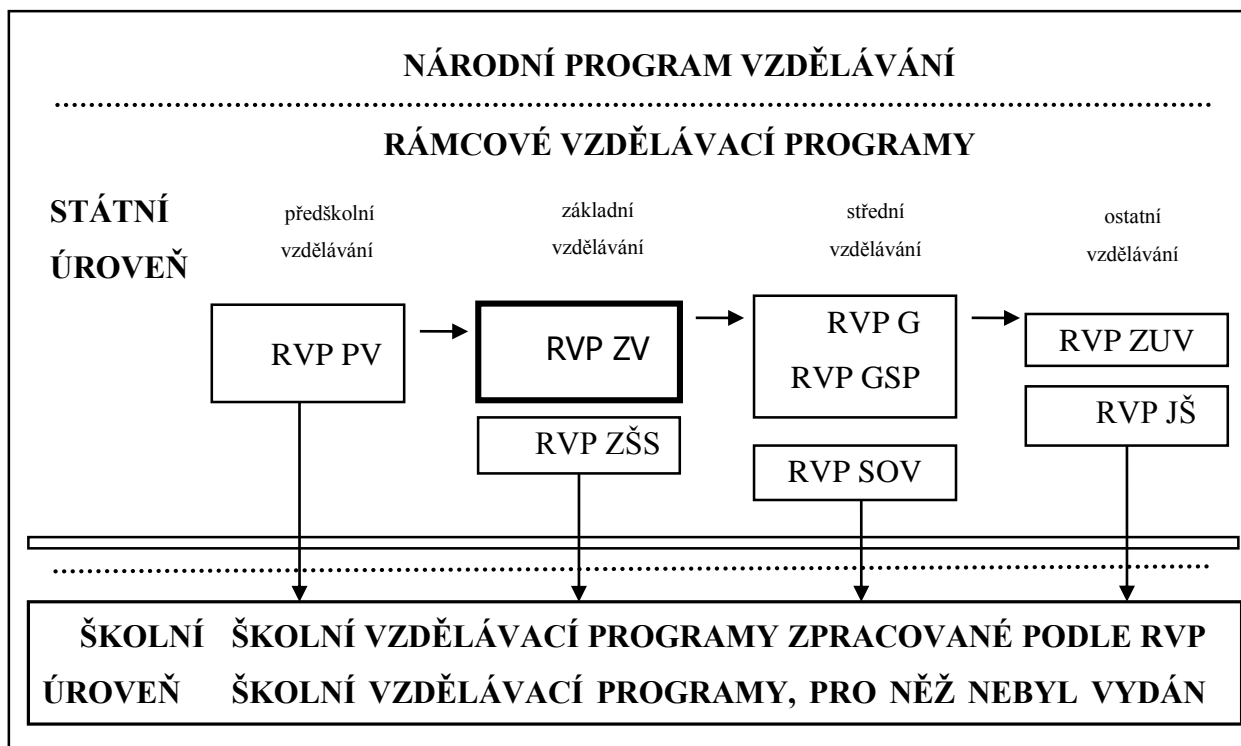 NÁRODNÍ PROGRAM VZDĚLÁVÁNÍ
RÁMCOVÉ VZDĚLÁVACÍ PROGRAMY
STÁTNÍ
ÚROVEŇ
předškolní
vzdělávání
základní
vzdělávání
střední
vzdělávání
ostatní
vzdělávání
RVP PV
RVP ZV
RVP ZŠS
RVP G
RVP GSP
RVP SOV
RVP ZUV
RVP JŠ
ŠKOLNÍ ŠKOLNÍ VZDĚLÁVACÍ PROGRAMY ZPRACOVANÉ PODLE RVP
ÚROVEŇ ŠKOLNÍ VZDĚLÁVACÍ PROGRAMY, PRO NĚŽ NEBYL VYDÁN